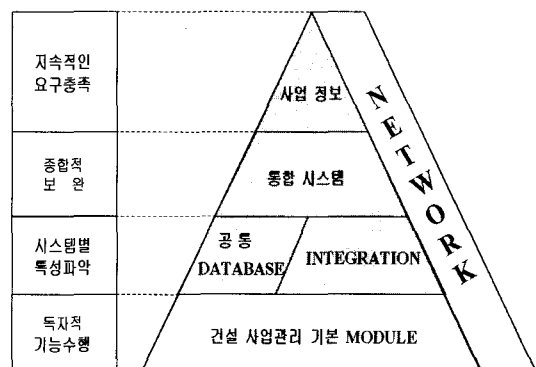 지속적인
요구충족
사업 정보
종합적
보 완
통합 시스템
시스템별
특성파악
공 통
DATABASE
INTEGRATION
독자적
기능수행
건설 사업관리 기본 MODULE
NETWORK